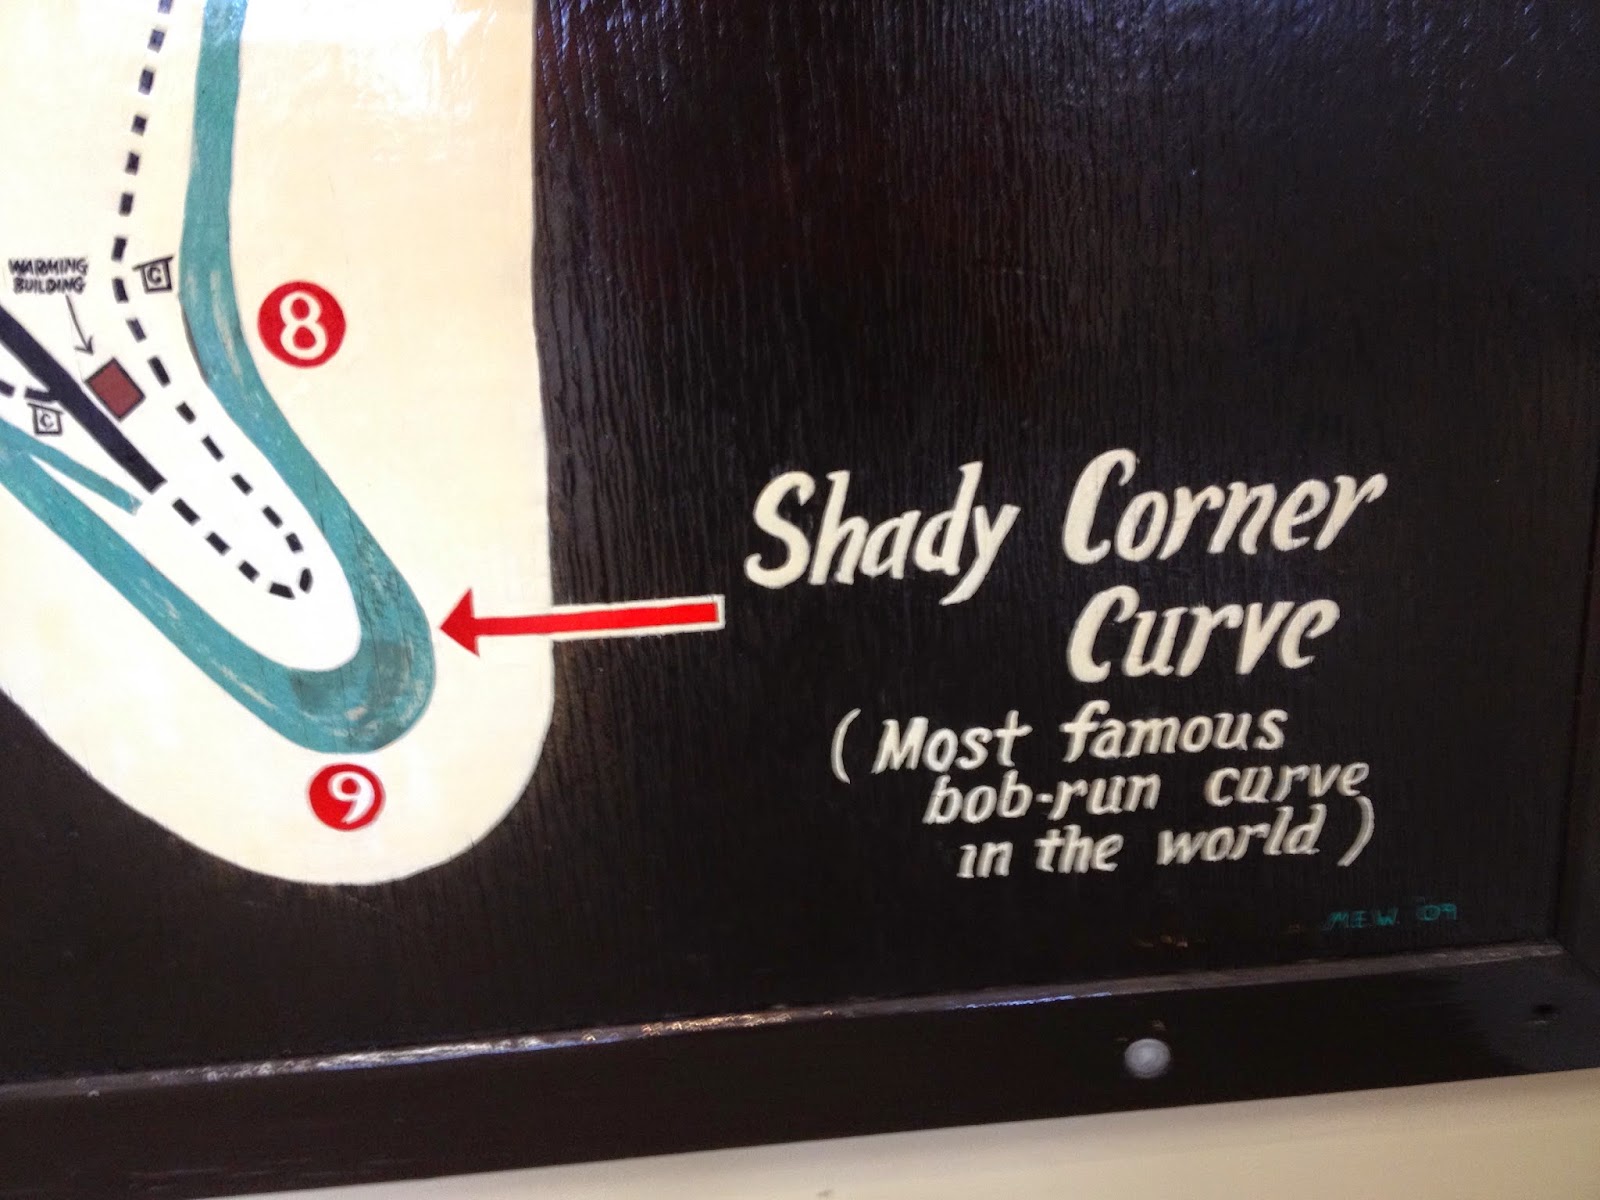 WARMING
BUILDING
C
8
C
Shady Corner
Curve
(Most famous
bob-run curve
in the world)
9
M.E.W. 09